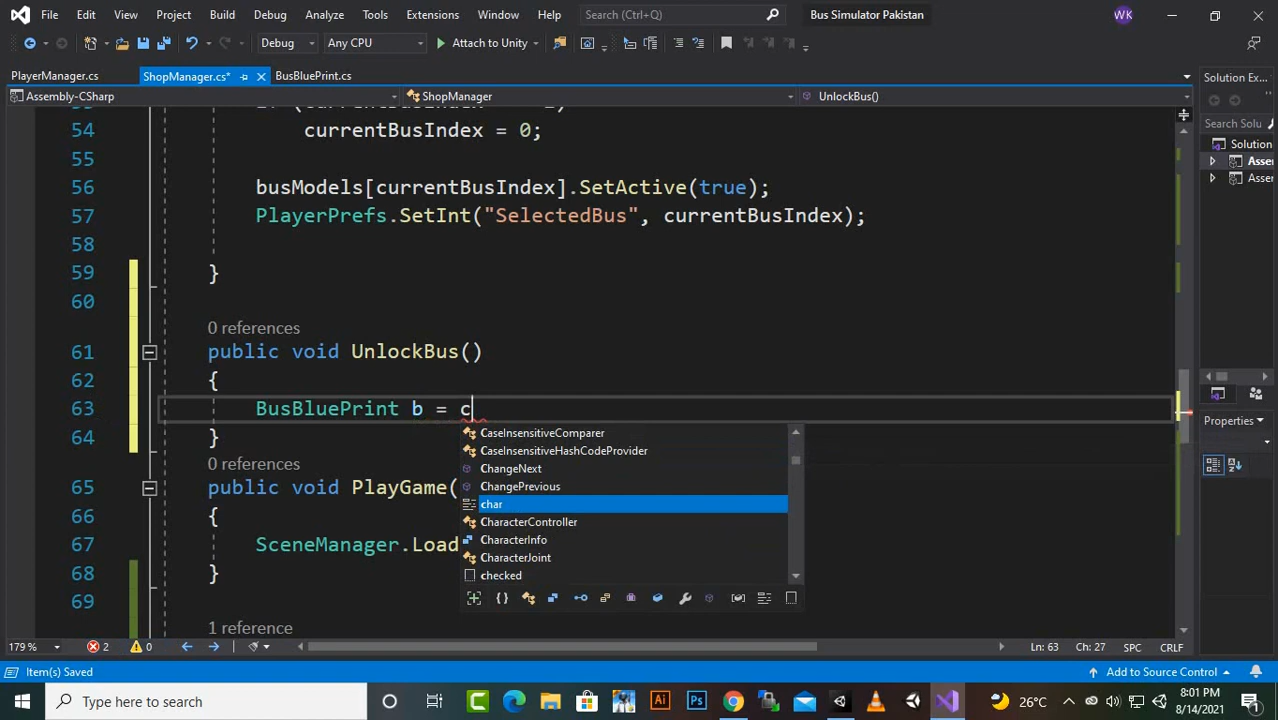 File Edit View Project Build Debug Analyze Tools Extensions Window Help Search (Ctrl+Q) Bus Simulator Pakistan WK
Debug Any CPU Attach to Unity
PlayerManager.cs ShopManager.cs* BusBluePrint.cs Solution Ex...
Assembly-CSharp ShopManager UnlockBus()
Search Solu
54 currentBusIndex = 0; Solution
55 Asse
56 busModels[currentBusIndex].SetActive(true); Asser
57 PlayerPrefs.SetInt("SelectedBus", currentBusIndex);
58
59 }
60
0 references
61 public void UnlockBus()
62 {
63 BusBluePrint b = c
64 }
CaseInsensitiveComparer
CaseInsensitiveHashCodeProvider
ChangeNext
ChangePrevious
char
CharacterController
CharacterInfo
CharacterJoint
checked
0 references
65 public void PlayGame(
66 {
67 SceneManager.Load
68 }
69
1 reference
Properties
179 % 2 0 Ln: 63 Ch: 27 SPC CRLF
Item(s) Saved Add to Source Control
Type here to search 26°C 8:01 PM
8/14/2021